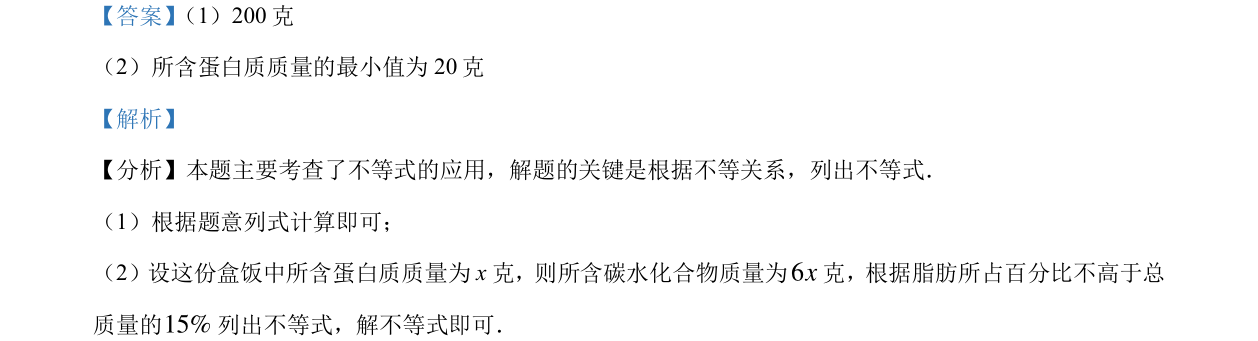 【答案】（1）200 克
（2）所含蛋白质质量的最小值为 20 克
【解析】
【分析】本题主要考查了不等式的应用，解题的关键是根据不等关系，列出不等式．
（1）根据题意列式计算即可；
（2）设这份盒饭中所含蛋白质质量为 x 克，则所含碳水化合物质量为 6x 克，根据脂肪所占百分比不高于总
质量的15% 列出不等式，解不等式即可．